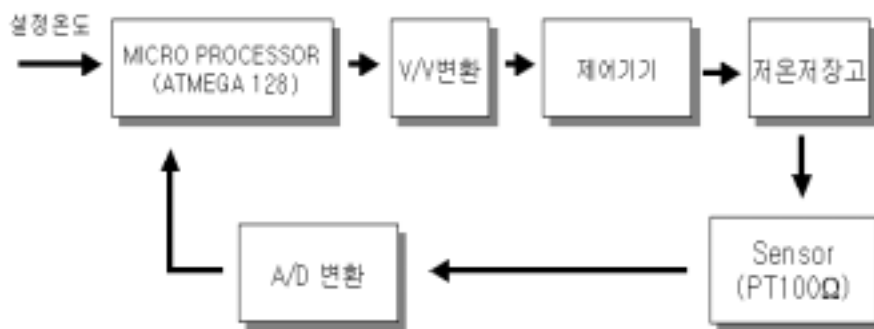 설정온도
MICRO PROCESSOR
(ATMEGA 128)
V/V변환
제어기기
저온저장고
Sensor
(PT100Ω)
A/D 변환